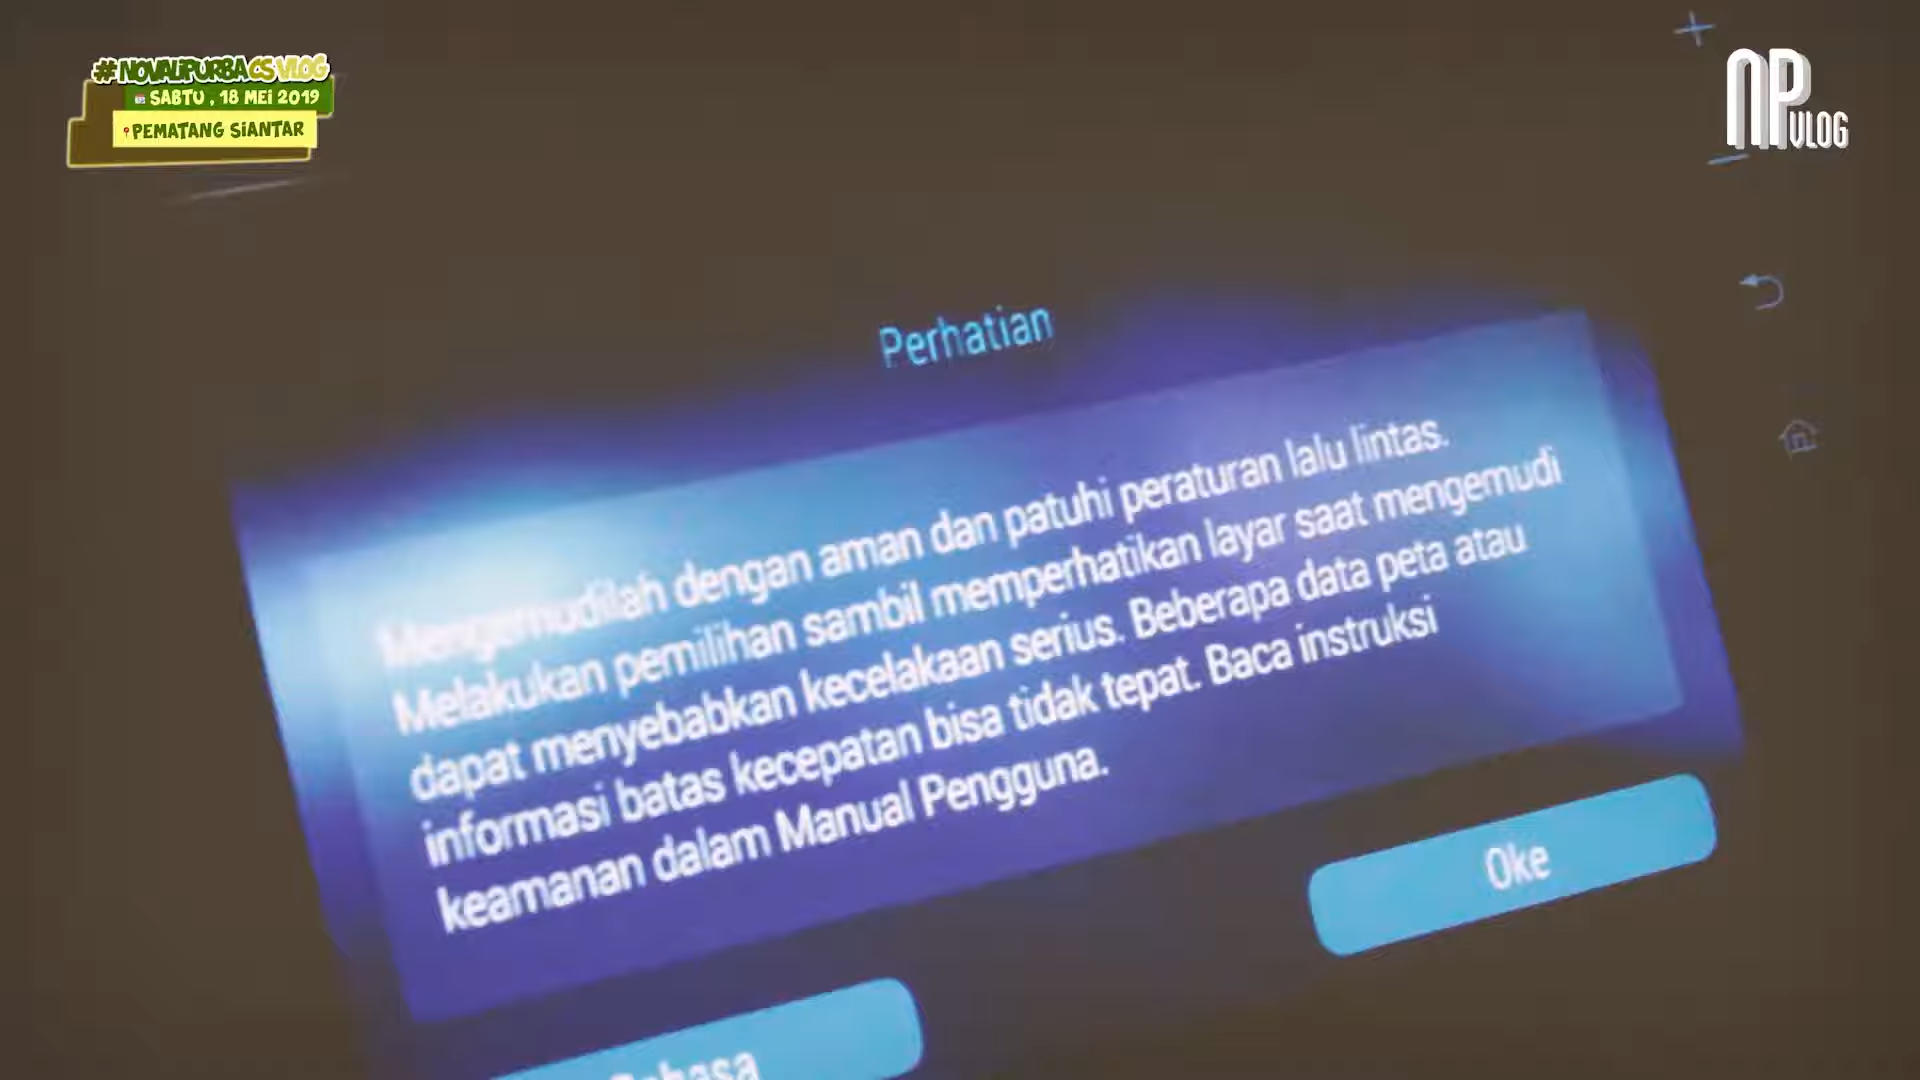 #NOVALIPURBACS VLOG
SABTU , 18 MEI 2019
PEMATANG SIANTAR
NP VLOG
Perhatian
Mengemudilah dengan aman dan patuhi peraturan lalu lintas.
Melakukan pemilihan sambil memperhatikan layar saat mengemudi
dapat menyebabkan kecelakaan serius. Beberapa data peta atau
informasi batas kecepatan bisa tidak tepat. Baca instruksi
keamanan dalam Manual Pengguna.
Oke
Bahasa